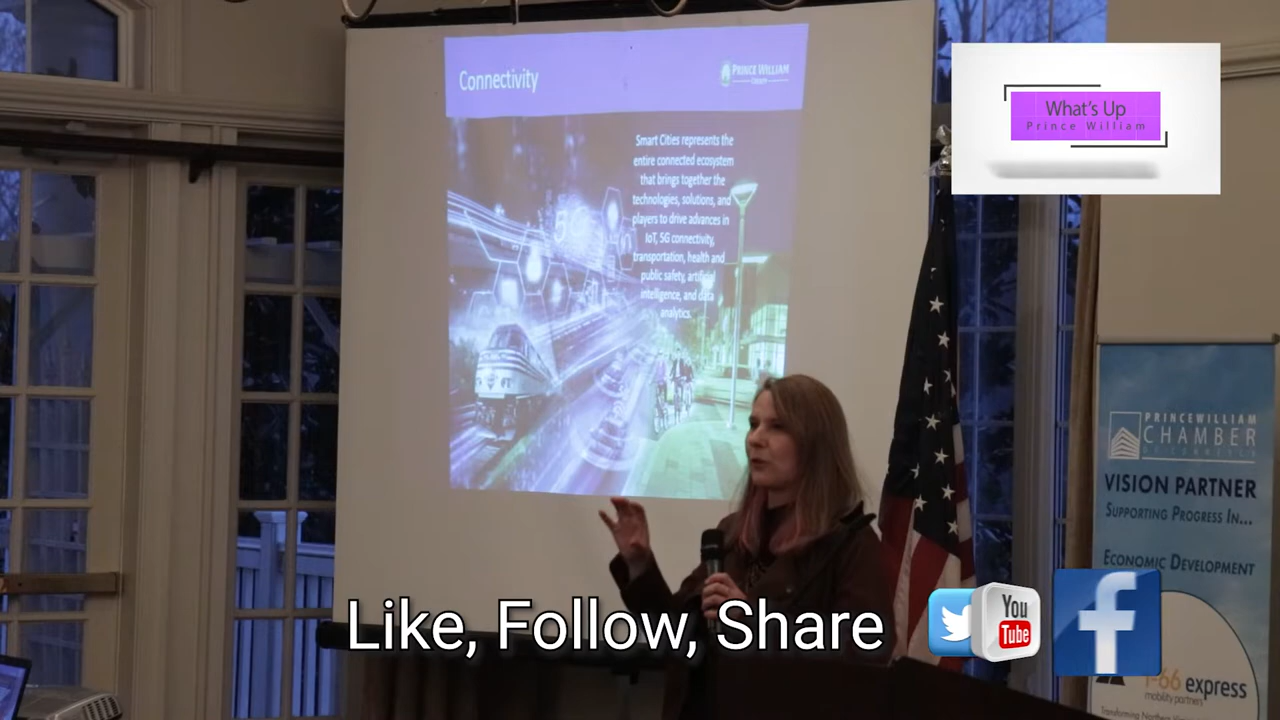 Connectivity
PRINCE WILLIAM
COUNTY
Smart Cities represents the
entire connected ecosystem
that brings together the
technologies, solutions, and
players to drive advances in
IoT, 5G connectivity,
transportation, health and
public safety, artificial
intelligence, and data
analytics.
5G
What's Up
Prince William
PRINCE WILLIAM
CHAMBER
OF COMMERCE
VISION PARTNER
SUPPORTING PROGRESS IN...
ECONOMIC DEVELOPMENT
I-66 express
mobility partners
Like, Follow, Share
You
Tube
f